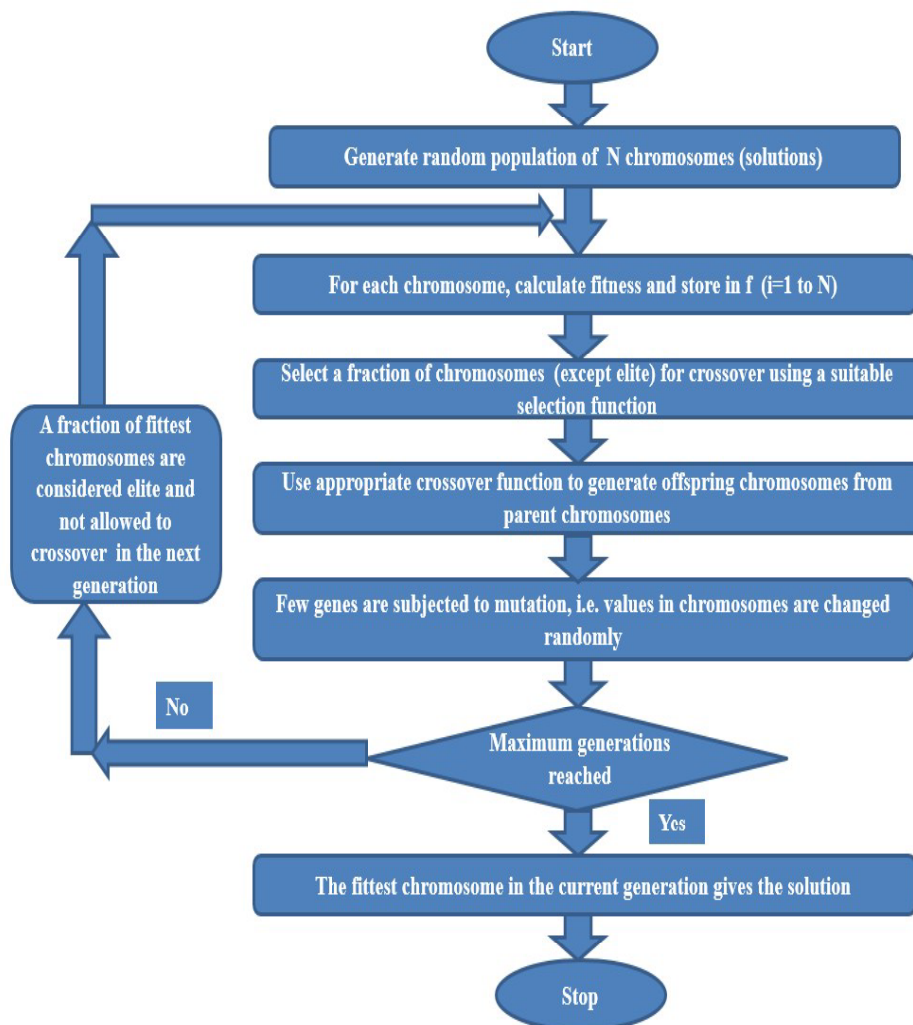 Start
Generate random population of N chromosomes (solutions)
For each chromosome, calculate fitness and store in f (i=1 to N)
Select a fraction of chromosomes (except elite) for crossover using a suitable
selection function
A fraction of fittest
chromosomes are
considered elite and
not allowed to
crossover in the next
generation
Use appropriate crossover function to generate offspring chromosomes from
parent chromosomes
Few genes are subjected to mutation, i.e. values in chromosomes are changed
randomly
No
Maximum generations
reached
Yes
The fittest chromosome in the current generation gives the solution
Stop